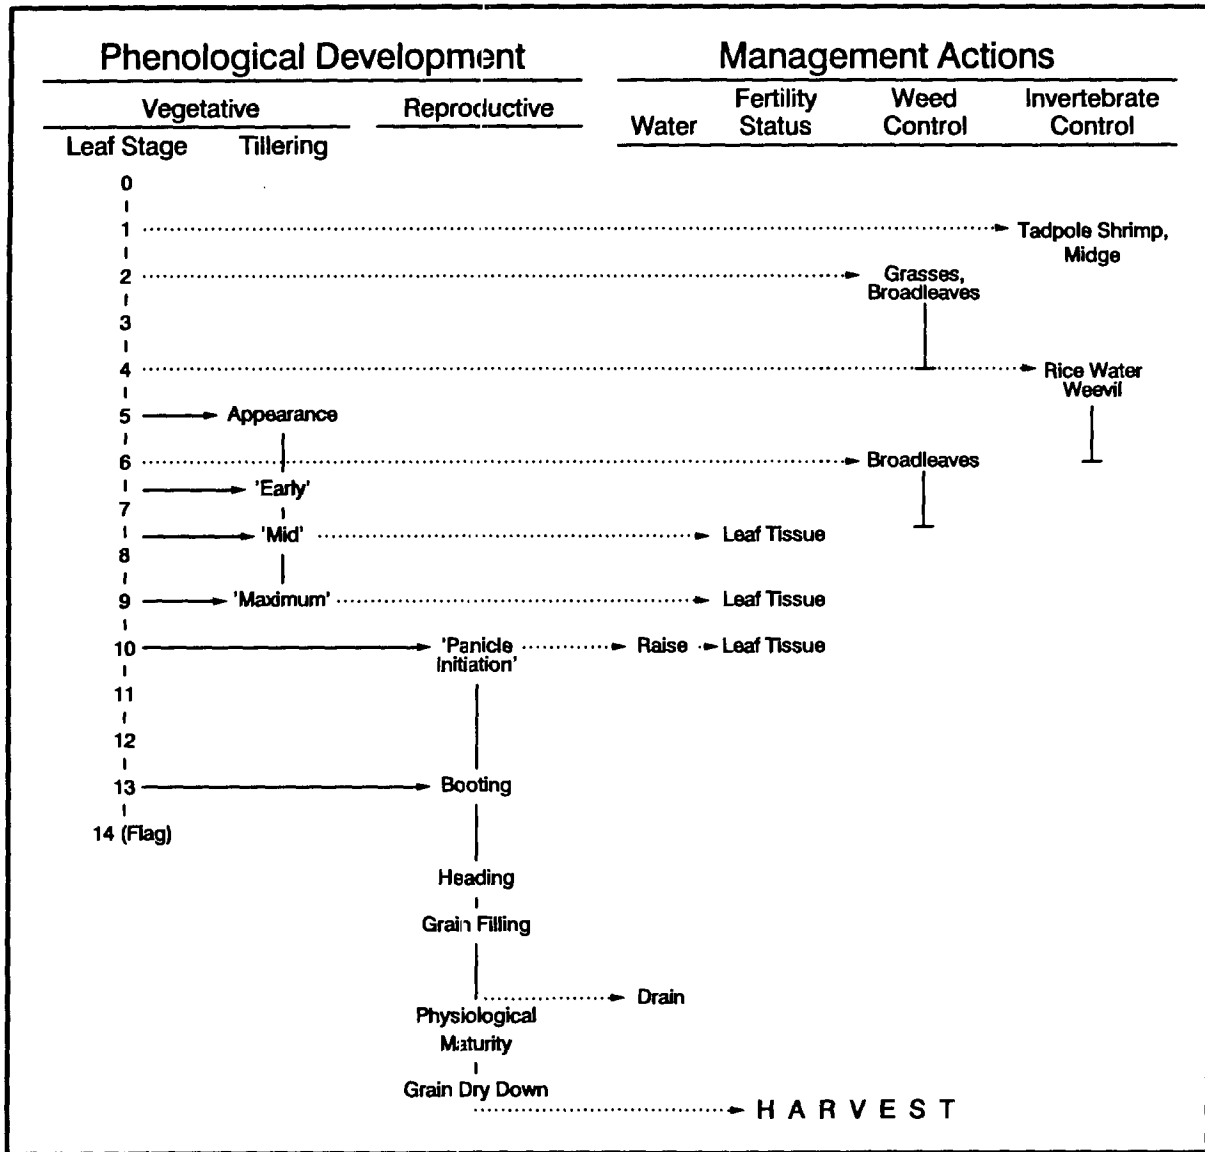 Phenological Development
Management Actions
Vegetative
Reproductive
Water
Fertility
Status
Weed
Control
Invertebrate
Control
Leaf Stage
Tillering
0
1
Tadpole Shrimp,
Midge
2
Grasses,
Broadleaves
3
4
Rice Water
Weevil
5
Appearance
6
Broadleaves
'Early'
7
'Mid'
Leaf Tissue
8
9
'Maximum'
Leaf Tissue
10
'Panicle
Initiation'
Raise
Leaf Tissue
11
12
13
Booting
14 (Flag)
Heading
Grain Filling
Drain
Physiological
Maturity
Grain Dry Down
HARVEST